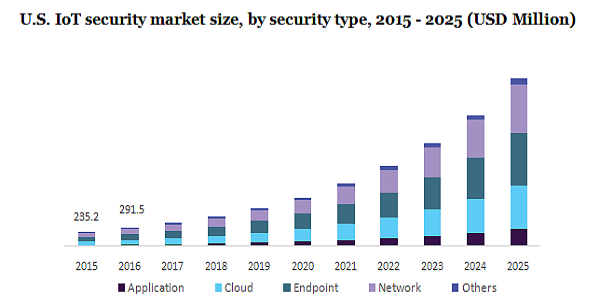 U.S. IoT security market size, by security type, 2015 - 2025 (USD Million)
235.2
291.5
2015 2016 2017 2018 2019 2020 2021 2022 2023 2024 2025
Application Cloud Endpoint Network Others